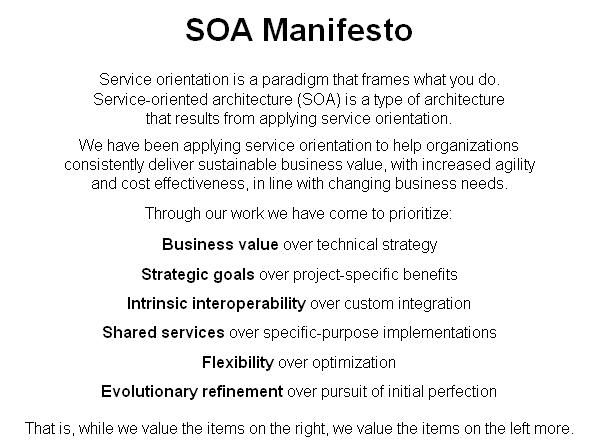 SOA Manifesto
Service orientation is a paradigm that frames what you do.
Service-oriented architecture (SOA) is a type of architecture
that results from applying service orientation.
We have been applying service orientation to help organizations
consistently deliver sustainable business value, with increased agility
and cost effectiveness, in line with changing business needs.
Through our work we have come to prioritize:
Business value over technical strategy
Strategic goals over project-specific benefits
Intrinsic interoperability over custom integration
Shared services over specific-purpose implementations
Flexibility over optimization
Evolutionary refinement over pursuit of initial perfection
That is, while we value the items on the right, we value the items on the left more.